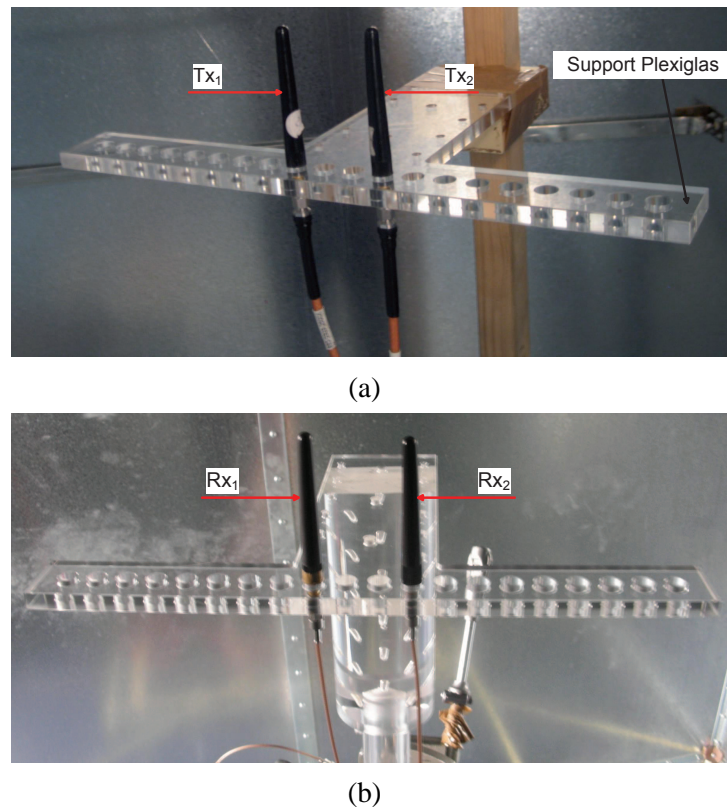 Tx₁
Tx₂
Support Plexiglas
(a)
Rx₁
Rx₂
(b)